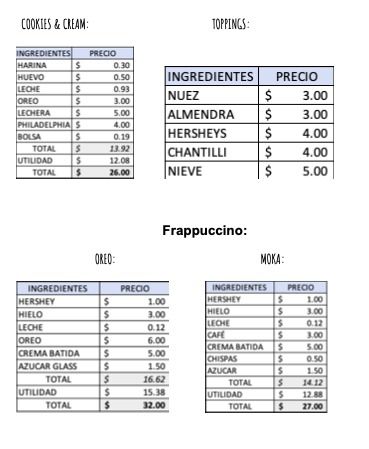 COOKIES & CREAM:
INGREDIENTES PRECIO
HARINA $ 0.30
HUEVO $ 0.50
LECHE $ 0.93
OREO $ 3.00
LECHERA $ 5.00
PHILADELPHIA $ 4.00
BOLSA $ 0.19
TOTAL $ 13.92
UTILIDAD $ 12.08
TOTAL $ 26.00
TOPPINGS:
INGREDIENTES PRECIO
NUEZ $ 3.00
ALMENDRA $ 3.00
HERSHEYS $ 4.00
CHANTILLI $ 4.00
NIEVE $ 5.00
Frappuccino:
OREO:
INGREDIENTES PRECIO
HERSHEY $ 1.00
HIELO $ 3.00
LECHE $ 0.12
OREO $ 6.00
CREMA BATIDA $ 5.00
AZUCAR GLASS $ 1.50
TOTAL $ 16.62
UTILIDAD $ 15.38
TOTAL $ 32.00
MOKA:
INGREDIENTES PRECIO
HERSHEY $ 1.00
HIELO $ 3.00
LECHE $ 0.12
CAFÉ $ 3.00
CREMA BATIDA $ 5.00
CHISPAS $ 0.50
AZUCAR $ 1.50
TOTAL $ 14.12
UTILIDAD $ 12.88
TOTAL $ 27.00